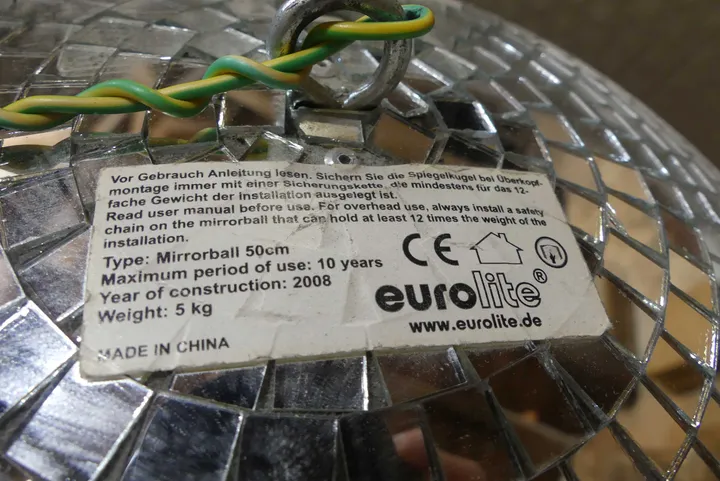 Vor Gebrauch Anleitung lesen. Sichern Sie die Spiegelkugel bei Überkopf-
montage immer mit einer Sicherungskette, die mindestens für das 12-
fache Gewicht der Installation ausgelegt ist.
Read user manual before use. For overhead use, always install a safety
chain on the mirrorball that can hold at least 12 times the weight of the
installation.
Type: Mirrorball 50cm
Maximum period of use: 10 years
Year of construction: 2008
Weight: 5 kg
MADE IN CHINA
CE
eurolite®
www.eurolite.de